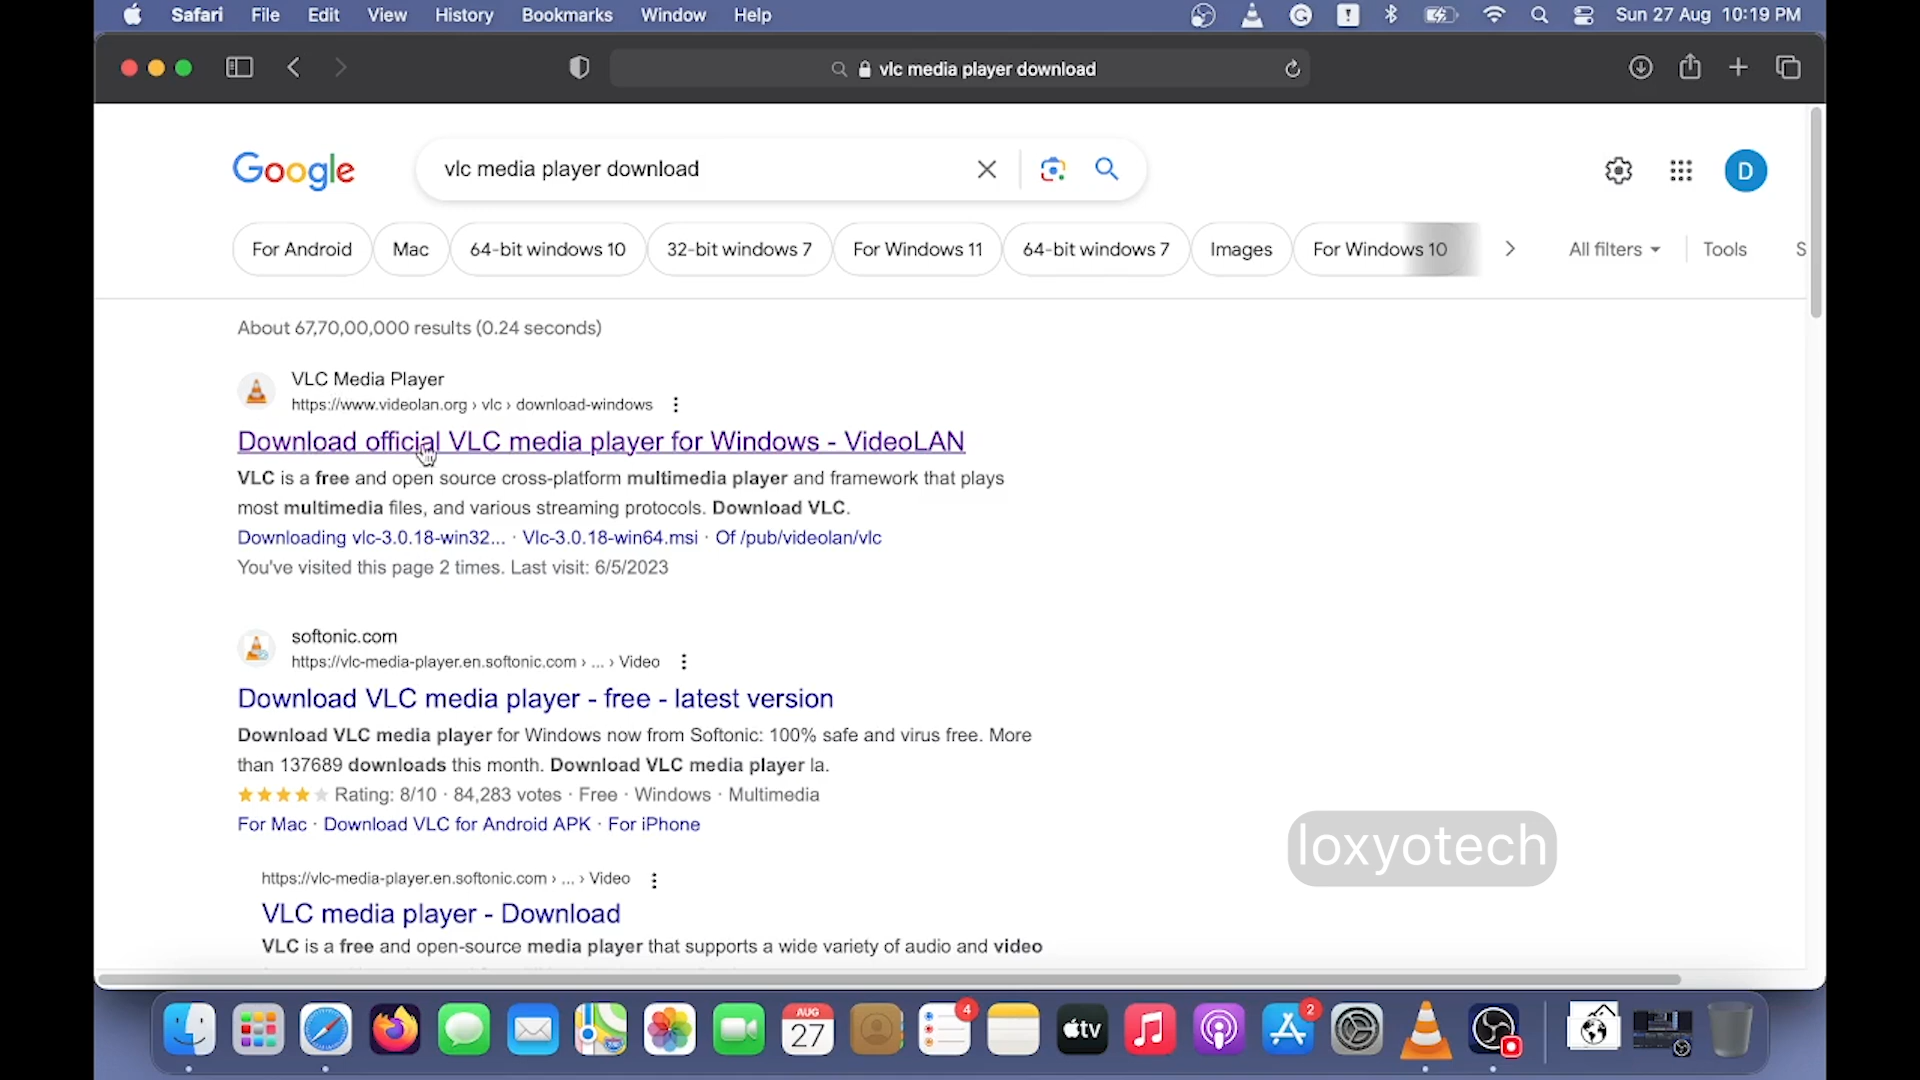 Safari File Edit View History Bookmarks Window Help Sun 27 Aug 10:19 PM
vlc media player download
Google vlc media player download D
For Android Mac 64-bit windows 10 32-bit windows 7 For Windows 11 64-bit windows 7 Images For Windows 10 All filters Tools S
About 67,70,00,000 results (0.24 seconds)
VLC Media Player
https://www.videolan.org › vlc › download-windows
Download official VLC media player for Windows - VideoLAN
VLC is a free and open source cross-platform multimedia player and framework that plays
most multimedia files, and various streaming protocols. Download VLC.
Downloading vlc-3.0.18-win32... · Vlc-3.0.18-win64.msi · Of /pub/videolan/vlc
You've visited this page 2 times. Last visit: 6/5/2023
softonic.com
https://vlc-media-player.en.softonic.com › ... › Video
Download VLC media player - free - latest version
Download VLC media player for Windows now from Softonic: 100% safe and virus free. More
than 137689 downloads this month. Download VLC media player la.
Rating: 8/10 · 84,283 votes · Free · Windows · Multimedia
For Mac · Download VLC for Android APK · For iPhone
loxyotech
https://vlc-media-player.en.softonic.com › ... › Video
VLC media player - Download
VLC is a free and open-source media player that supports a wide variety of audio and video
AUG
27
4
tv
2